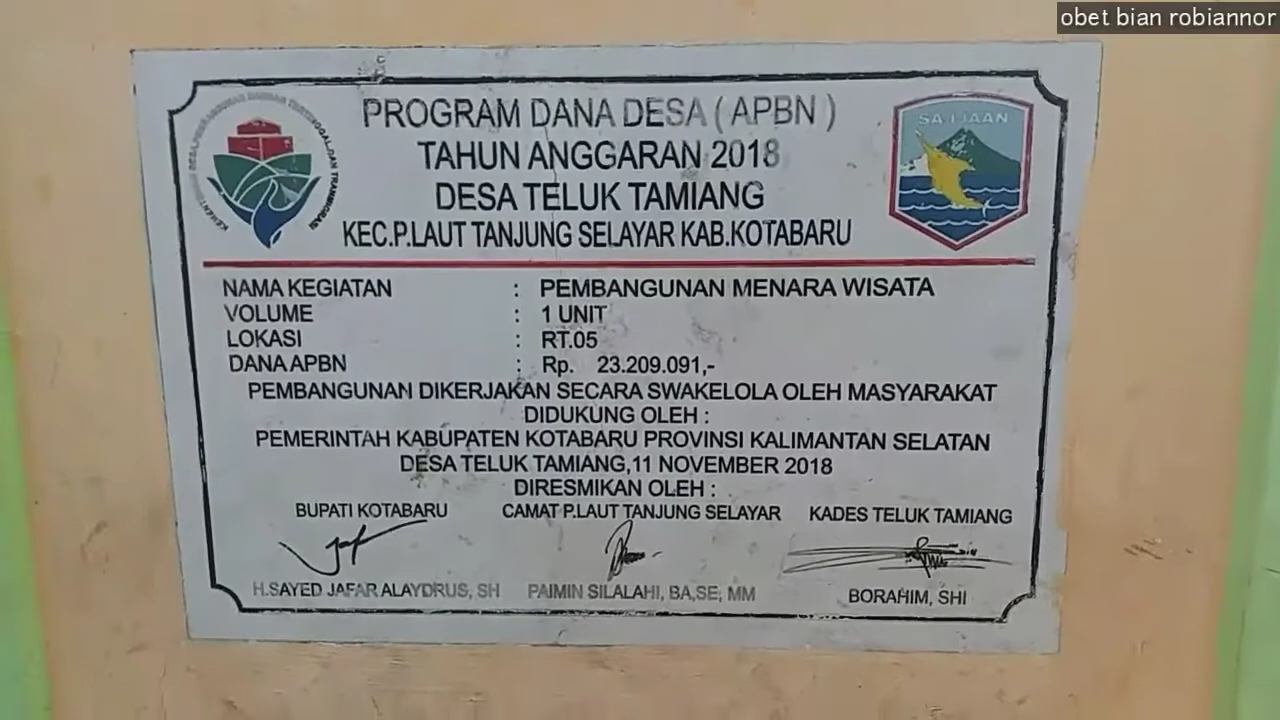 obet bian robiannor
PROGRAM DANA DESA ( APBN )
TAHUN ANGGARAN 2018
DESA TELUK TAMIANG
KEC.P.LAUT TANJUNG SELAYAR KAB.KOTABARU
SA-IJAAN
NAMA KEGIATAN : PEMBANGUNAN MENARA WISATA
VOLUME : 1 UNIT
LOKASI : RT.05
DANA APBN : Rp. 23.209.091,-
PEMBANGUNAN DIKERJAKAN SECARA SWAKELOLA OLEH MASYARAKAT
DIDUKUNG OLEH :
PEMERINTAH KABUPATEN KOTABARU PROVINSI KALIMANTAN SELATAN
DESA TELUK TAMIANG,11 NOVEMBER 2018
DIRESMIKAN OLEH :
BUPATI KOTABARU CAMAT P.LAUT TANJUNG SELAYAR KADES TELUK TAMIANG
H.SAYED JAFAR ALAYDRUS, SH PAIMIN SILALAHI, BA,SE, MM BORAHIM, SHI